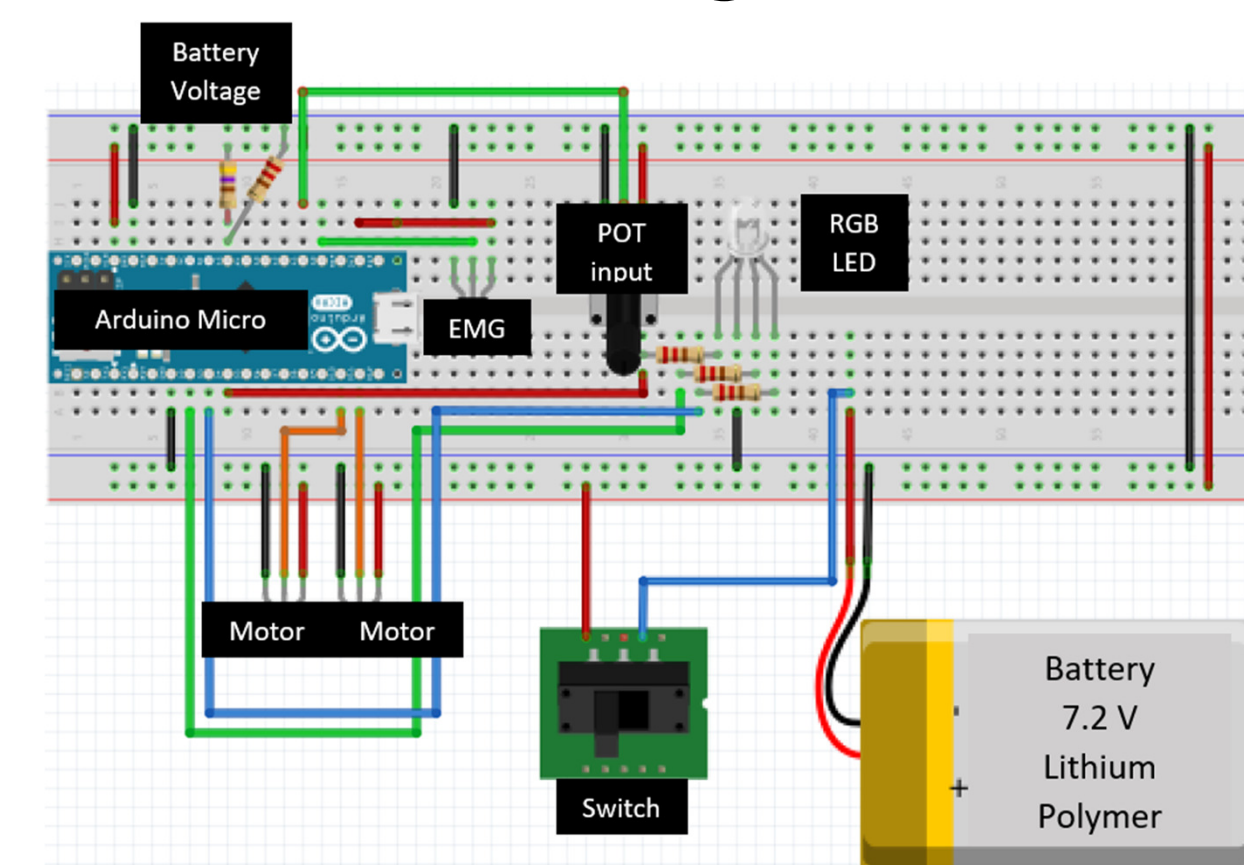 Battery
Voltage
POT
input
RGB
LED
Arduino Micro
EMG
Motor
Motor
Switch
Battery
7.2 V
Lithium
Polymer
-
+